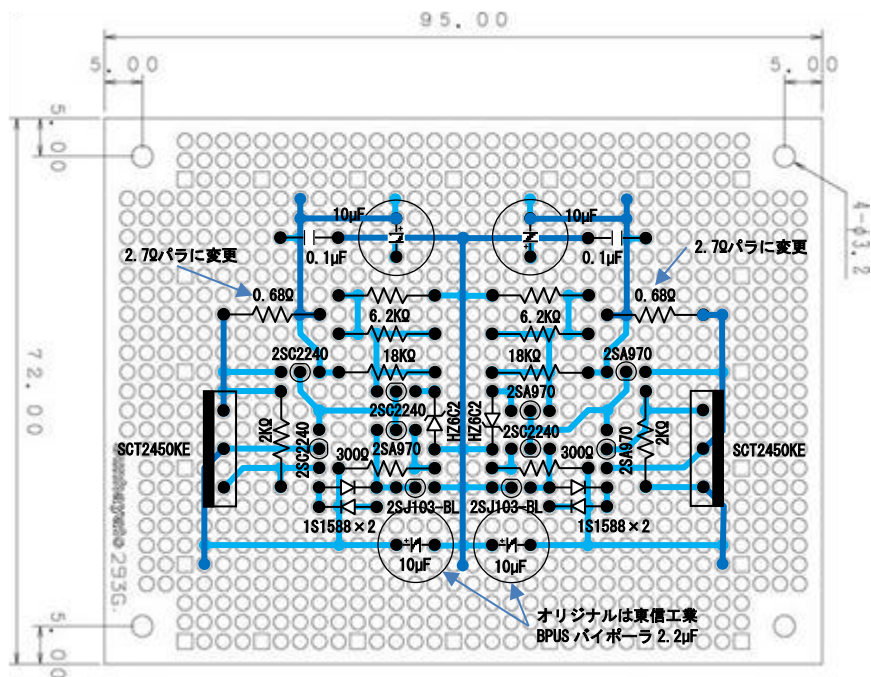 95.00
5.00
5.00
5.00
4-φ3.2
10μF
10μF
2.7Ωパラに変更
0.1μF
0.1μF
2.7Ωパラに変更
0.68Ω
0.68Ω
6.2KΩ
6.2KΩ
72.00
2SC2240
18KΩ
18KΩ
2SA970
2SC2240
HZ6C2
HZ6C2
2SA970
SCT2450KE
2KΩ
2SC2240
2SA970
2SC2240
2SA970
2KΩ
SCT2450KE
300Ω
300Ω
2SJ103-BL
2SJ103-BL
1S1588×2
1S1588×2
293G.
10μF
10μF
オリジナルは東信工業
BPUS バイポーラ 2.2μF
5.00